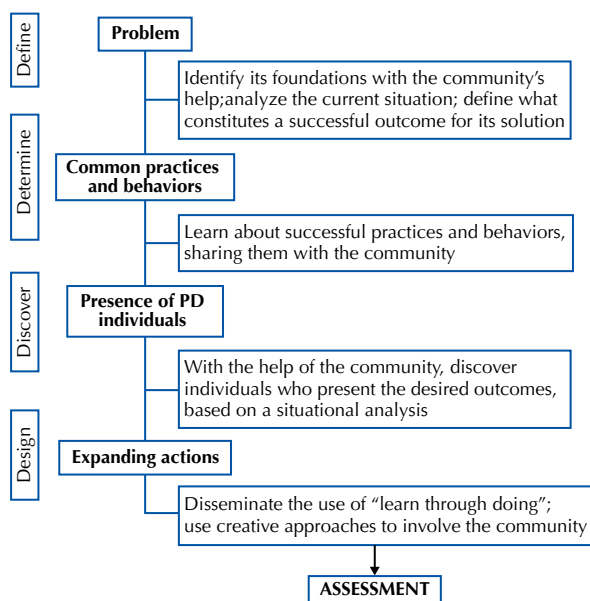 Define
Problem
Identify its foundations with the community's
help;analyze the current situation; define what
constitutes a successful outcome for its solution
Determine
Common practices
and behaviors
Learn about successful practices and behaviors,
sharing them with the community
Discover
Presence of PD
individuals
With the help of the community, discover
individuals who present the desired outcomes,
based on a situational analysis
Design
Expanding actions
Disseminate the use of “learn through doing”;
use creative approaches to involve the community
ASSESSMENT